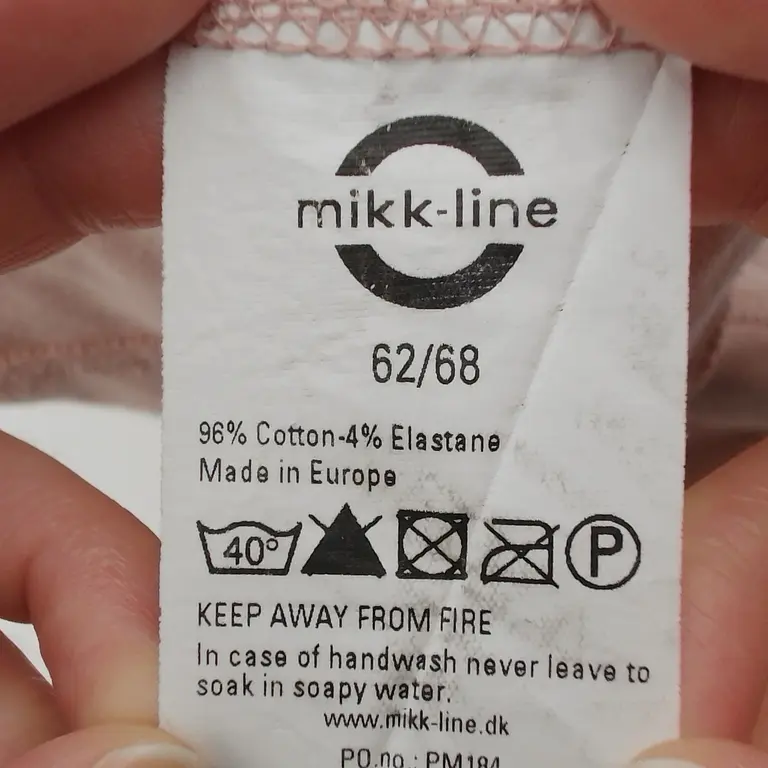 mikk-line
62/68
96% Cotton-4% Elastane
Made in Europe
40° P
KEEP AWAY FROM FIRE
In case of handwash never leave to
soak in soapy water.
www.mikk-line.dk
PO.no.: PM184